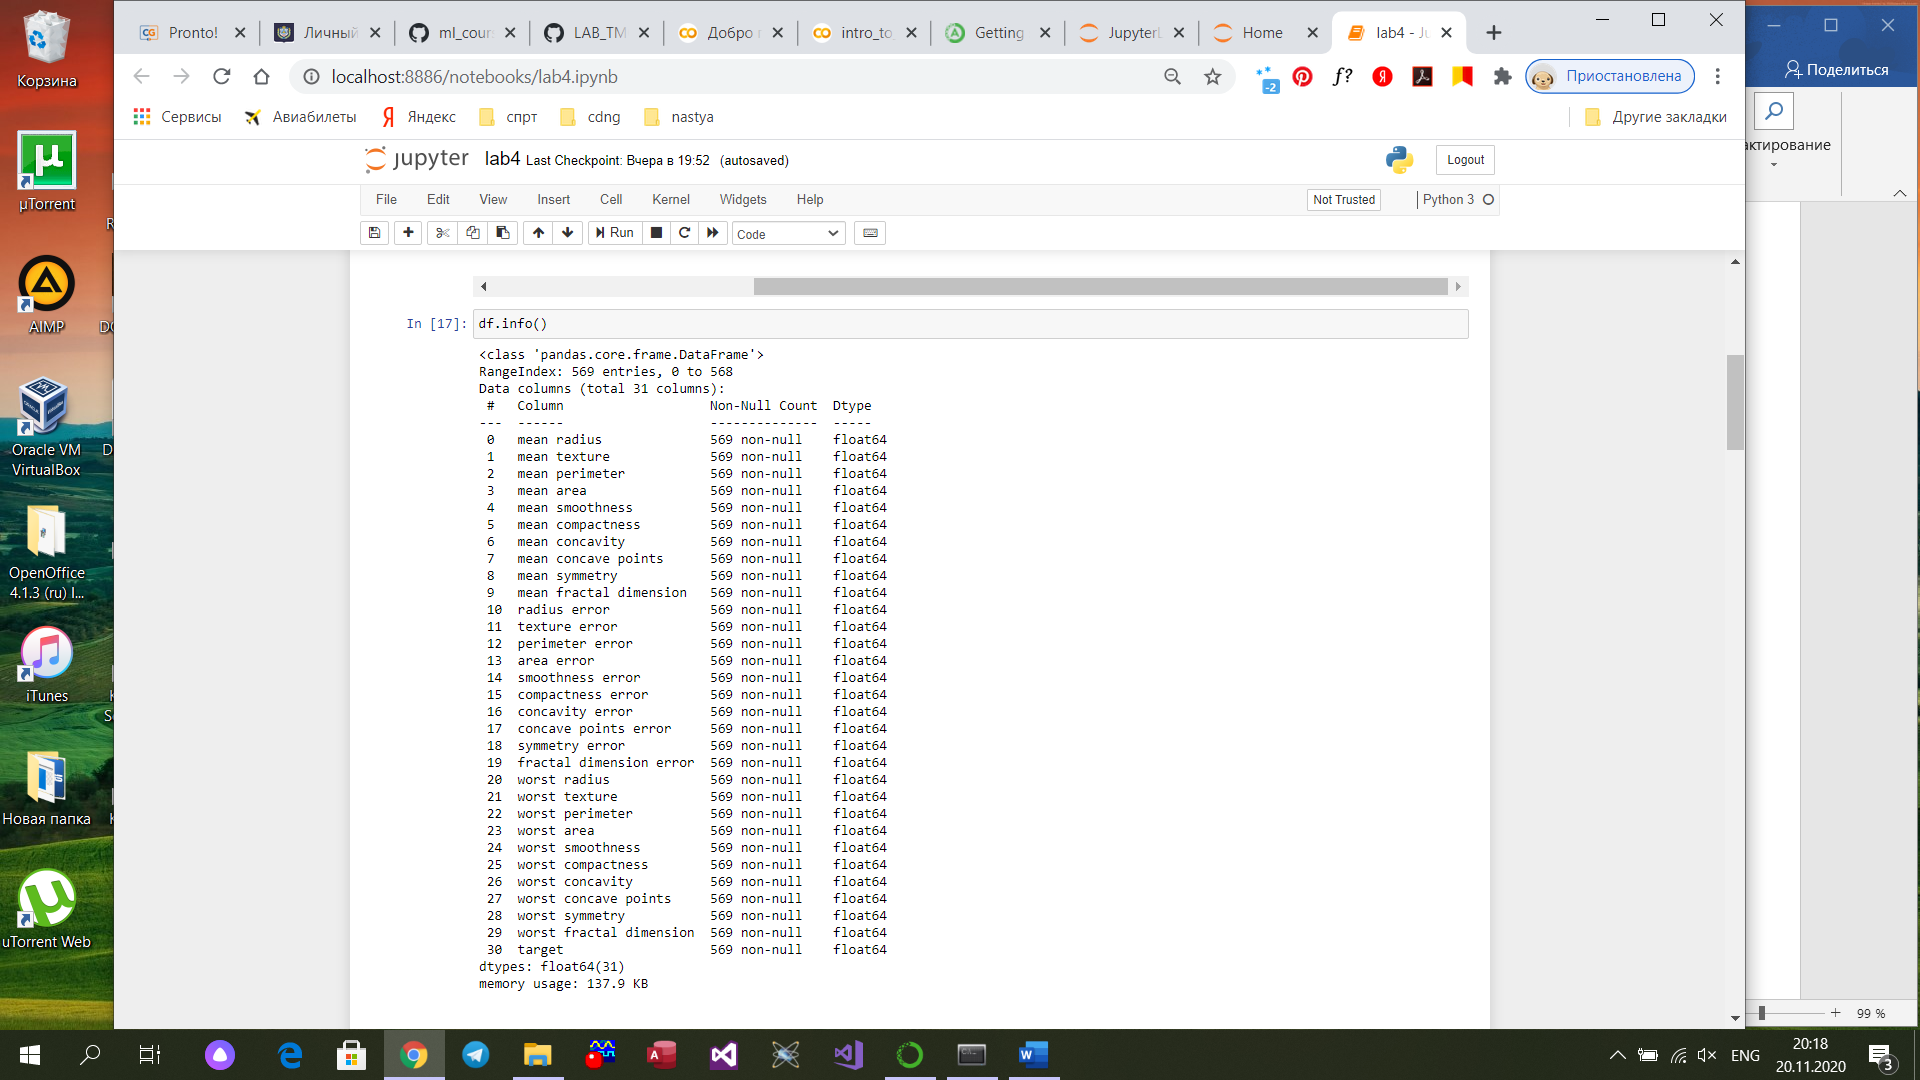 Корзина
µTorrent
AIMP
Oracle VM
VirtualBox
OpenOffice
4.1.3 (ru) I...
iTunes
Новая папка
uTorrent Web
Pronto!
Личный
ml_cour
LAB_TM
Добро
intro_to
Getting
JupyterL
Home
lab4 - Ju
localhost:8886/notebooks/lab4.ipynb
Приостановлена
Сервисы
Авиабилеты
Яндекс
спрт
cdng
nastya
Другие закладки
Поделиться
актирование
jupyter lab4 Last Checkpoint: Вчера в 19:52 (autosaved)
Logout
File Edit View Insert Cell Kernel Widgets Help
Not Trusted
Python 3
Run
Code
In [17]: df.info()
<class 'pandas.core.frame.DataFrame'>
RangeIndex: 569 entries, 0 to 568
Data columns (total 31 columns):
# Column Non-Null Count Dtype
--- ------ -------------- -----
0 mean radius 569 non-null float64
1 mean texture 569 non-null float64
2 mean perimeter 569 non-null float64
3 mean area 569 non-null float64
4 mean smoothness 569 non-null float64
5 mean compactness 569 non-null float64
6 mean concavity 569 non-null float64
7 mean concave points 569 non-null float64
8 mean symmetry 569 non-null float64
9 mean fractal dimension 569 non-null float64
10 radius error 569 non-null float64
11 texture error 569 non-null float64
12 perimeter error 569 non-null float64
13 area error 569 non-null float64
14 smoothness error 569 non-null float64
15 compactness error 569 non-null float64
16 concavity error 569 non-null float64
17 concave points error 569 non-null float64
18 symmetry error 569 non-null float64
19 fractal dimension error 569 non-null float64
20 worst radius 569 non-null float64
21 worst texture 569 non-null float64
22 worst perimeter 569 non-null float64
23 worst area 569 non-null float64
24 worst smoothness 569 non-null float64
25 worst compactness 569 non-null float64
26 worst concavity 569 non-null float64
27 worst concave points 569 non-null float64
28 worst symmetry 569 non-null float64
29 worst fractal dimension 569 non-null float64
30 target 569 non-null float64
dtypes: float64(31)
memory usage: 137.9 KB
99 %
ENG
20:18
20.11.2020
3